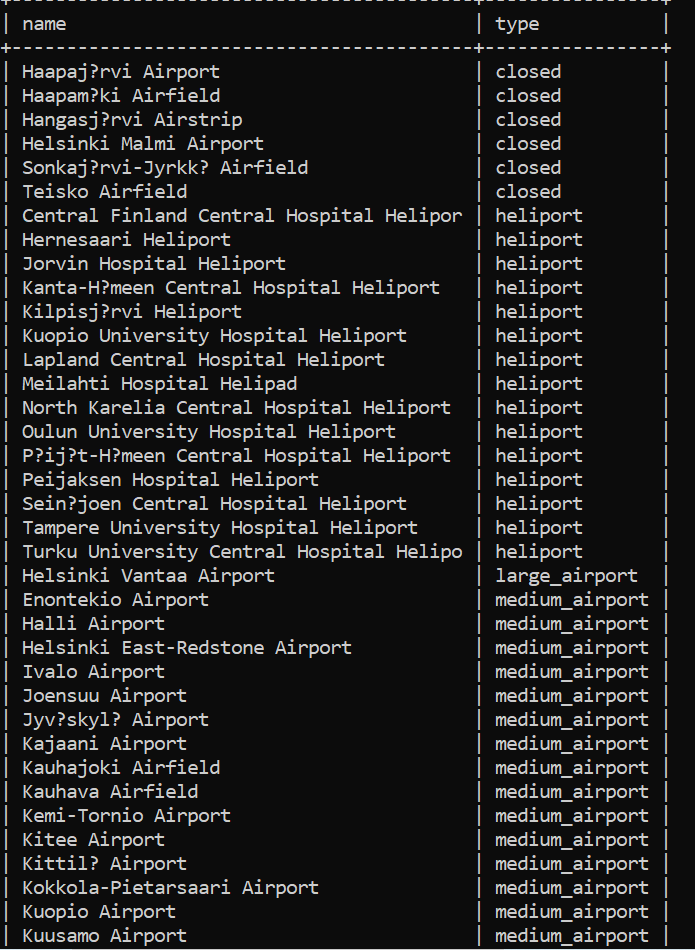 +------------------------------------------+----------------+
| name                                     | type           |
+------------------------------------------+----------------+
| Haapaj?rvi Airport                       | closed         |
| Haapam?ki Airfield                       | closed         |
| Hangasj?rvi Airstrip                     | closed         |
| Helsinki Malmi Airport                   | closed         |
| Sonkaj?rvi-Jyrkk? Airfield               | closed         |
| Teisko Airfield                          | closed         |
| Central Finland Central Hospital Helipor | heliport       |
| Hernesaari Heliport                      | heliport       |
| Jorvin Hospital Heliport                 | heliport       |
| Kanta-H?meen Central Hospital Heliport   | heliport       |
| Kilpisj?rvi Heliport                     | heliport       |
| Kuopio University Hospital Heliport      | heliport       |
| Lapland Central Hospital Heliport        | heliport       |
| Meilahti Hospital Helipad                | heliport       |
| North Karelia Central Hospital Heliport  | heliport       |
| Oulun University Hospital Heliport       | heliport       |
| P?ij?t-H?meen Central Hospital Heliport  | heliport       |
| Peijaksen Hospital Heliport              | heliport       |
| Sein?joen Central Hospital Heliport      | heliport       |
| Tampere University Hospital Heliport     | heliport       |
| Turku University Central Hospital Helipo | heliport       |
| Helsinki Vantaa Airport                  | large_airport  |
| Enontekio Airport                        | medium_airport |
| Halli Airport                            | medium_airport |
| Helsinki East-Redstone Airport           | medium_airport |
| Ivalo Airport                            | medium_airport |
| Joensuu Airport                          | medium_airport |
| Jyv?skyl? Airport                        | medium_airport |
| Kajaani Airport                          | medium_airport |
| Kauhajoki Airfield                       | medium_airport |
| Kauhava Airfield                         | medium_airport |
| Kemi-Tornio Airport                      | medium_airport |
| Kitee Airport                            | medium_airport |
| Kittil? Airport                          | medium_airport |
| Kokkola-Pietarsaari Airport              | medium_airport |
| Kuopio Airport                           | medium_airport |
| Kuusamo Airport                          | medium_airport |